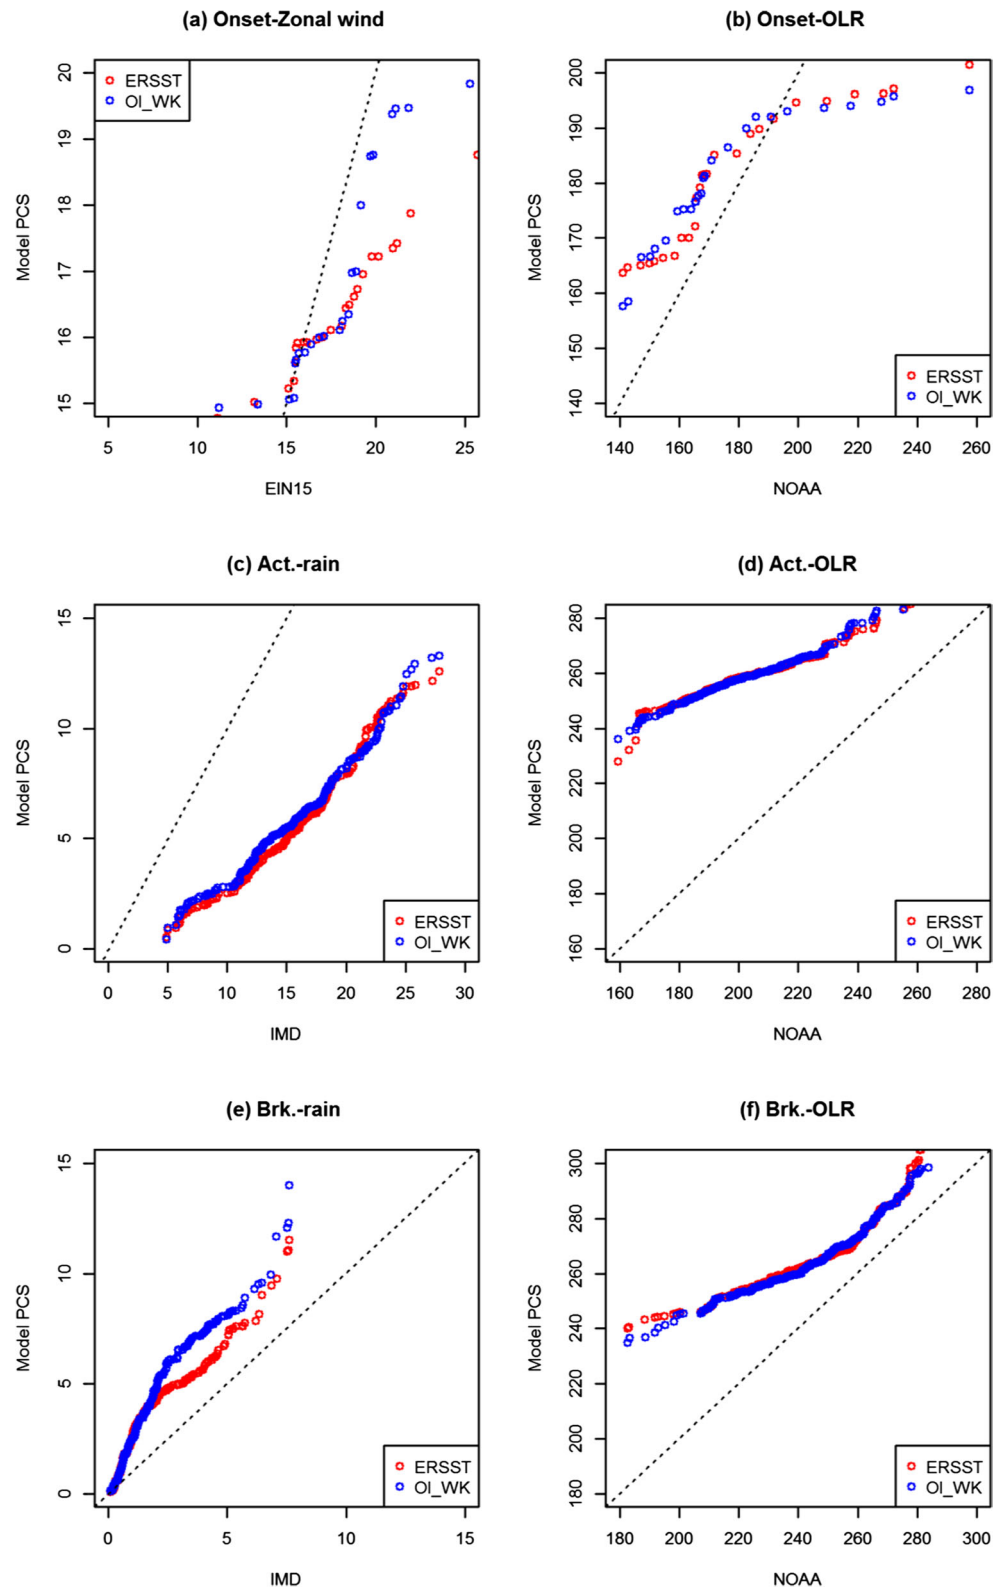 (a) Onset-Zonal wind
ERSST
OI_WK
Model PCS
20
19
18
17
16
15
5 10 15 20 25
EIN15
(b) Onset-OLR
Model PCS
200
190
180
170
160
150
140
ERSST
OI_WK
140 160 180 200 220 240 260
NOAA
(c) Act.-rain
Model PCS
15
10
5
0
ERSST
OI_WK
0 5 10 15 20 25 30
IMD
(d) Act.-OLR
Model PCS
280
260
240
220
200
180
160
ERSST
OI_WK
160 180 200 220 240 260 280
NOAA
(e) Brk.-rain
Model PCS
15
10
5
0
ERSST
OI_WK
0 5 10 15
IMD
(f) Brk.-OLR
Model PCS
300
280
260
240
220
200
180
ERSST
OI_WK
180 200 220 240 260 280 300
NOAA